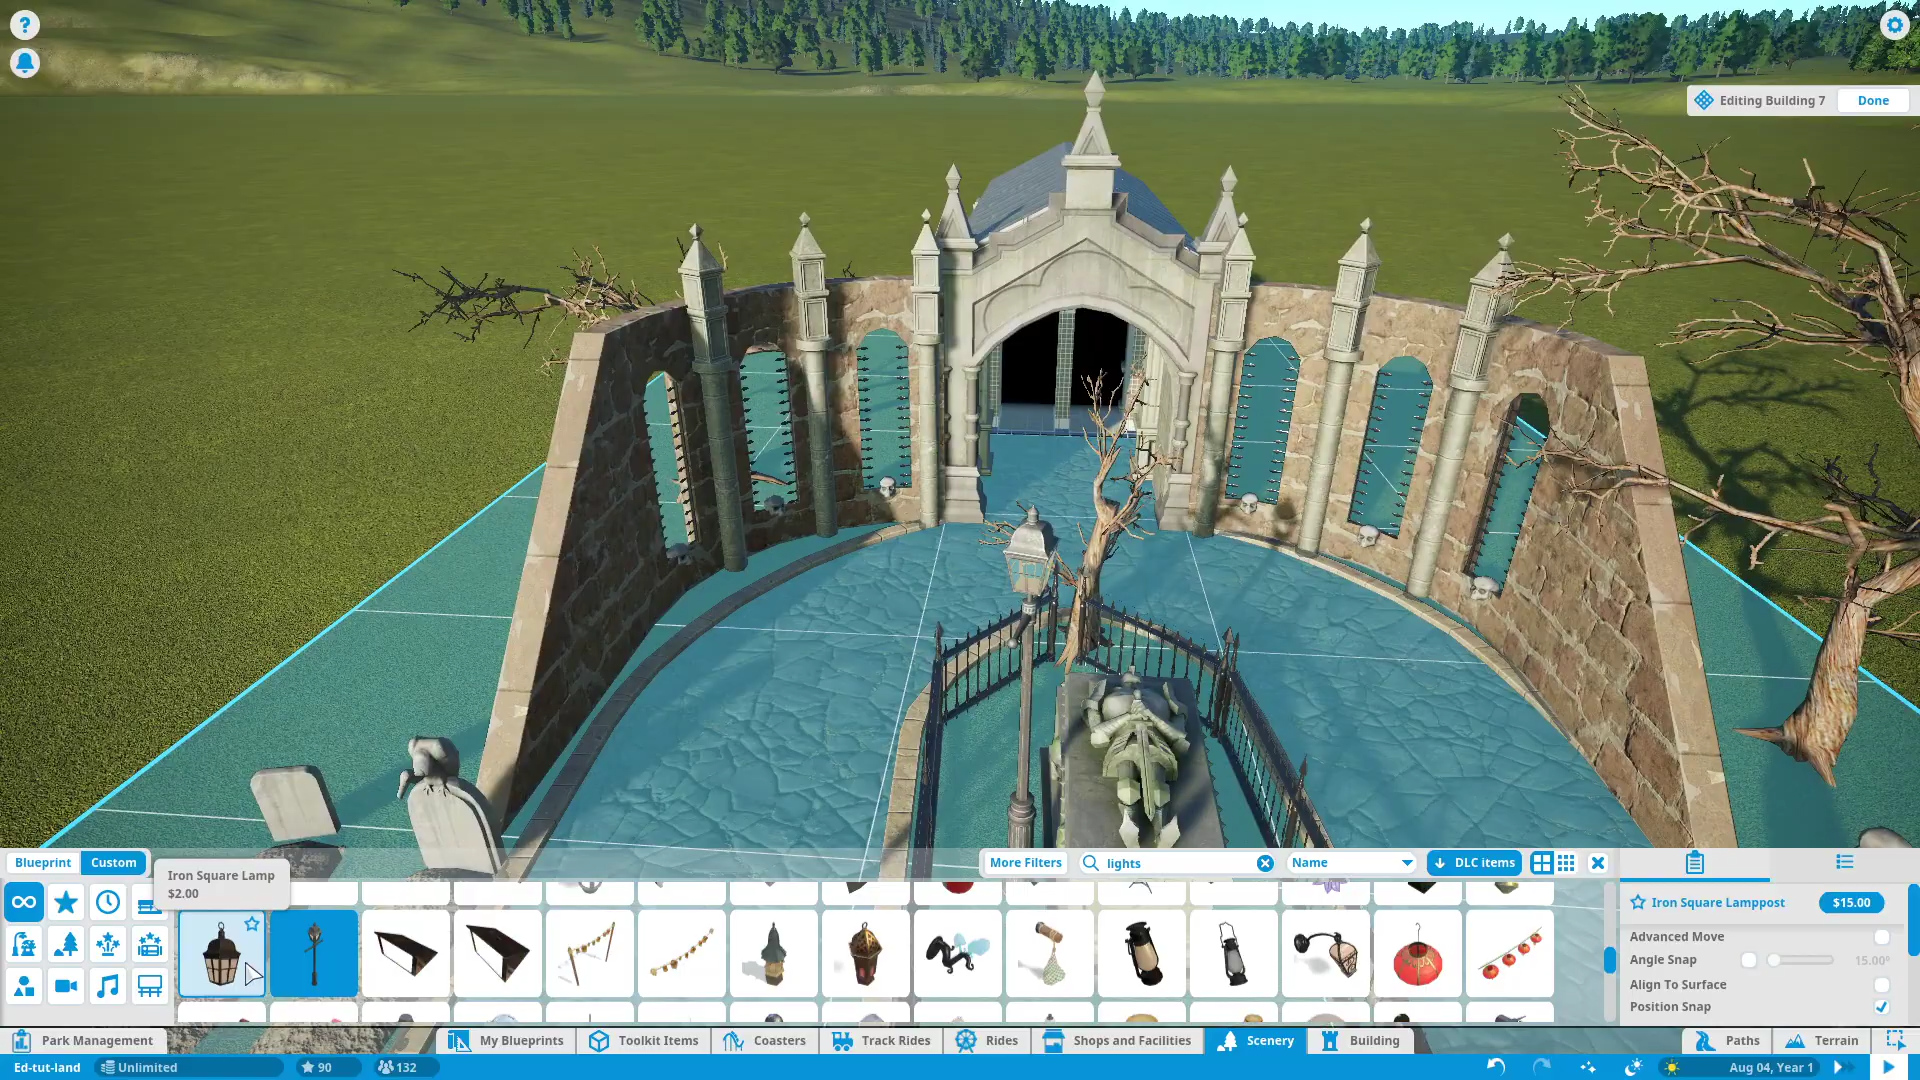 ?
Editing Building 7
Done
Blueprint
Custom
Iron Square Lamp
$2.00
More Filters
lights
Name
DLC items
Iron Square Lamppost
$15.00
Advanced Move
Angle Snap
15.00°
Align To Surface
Position Snap
Park Management
My Blueprints
Toolkit Items
Coasters
Track Rides
Rides
Shops and Facilities
Scenery
Building
Paths
Terrain
Ed-tut-land
Unlimited
90
132
Aug 04, Year 1